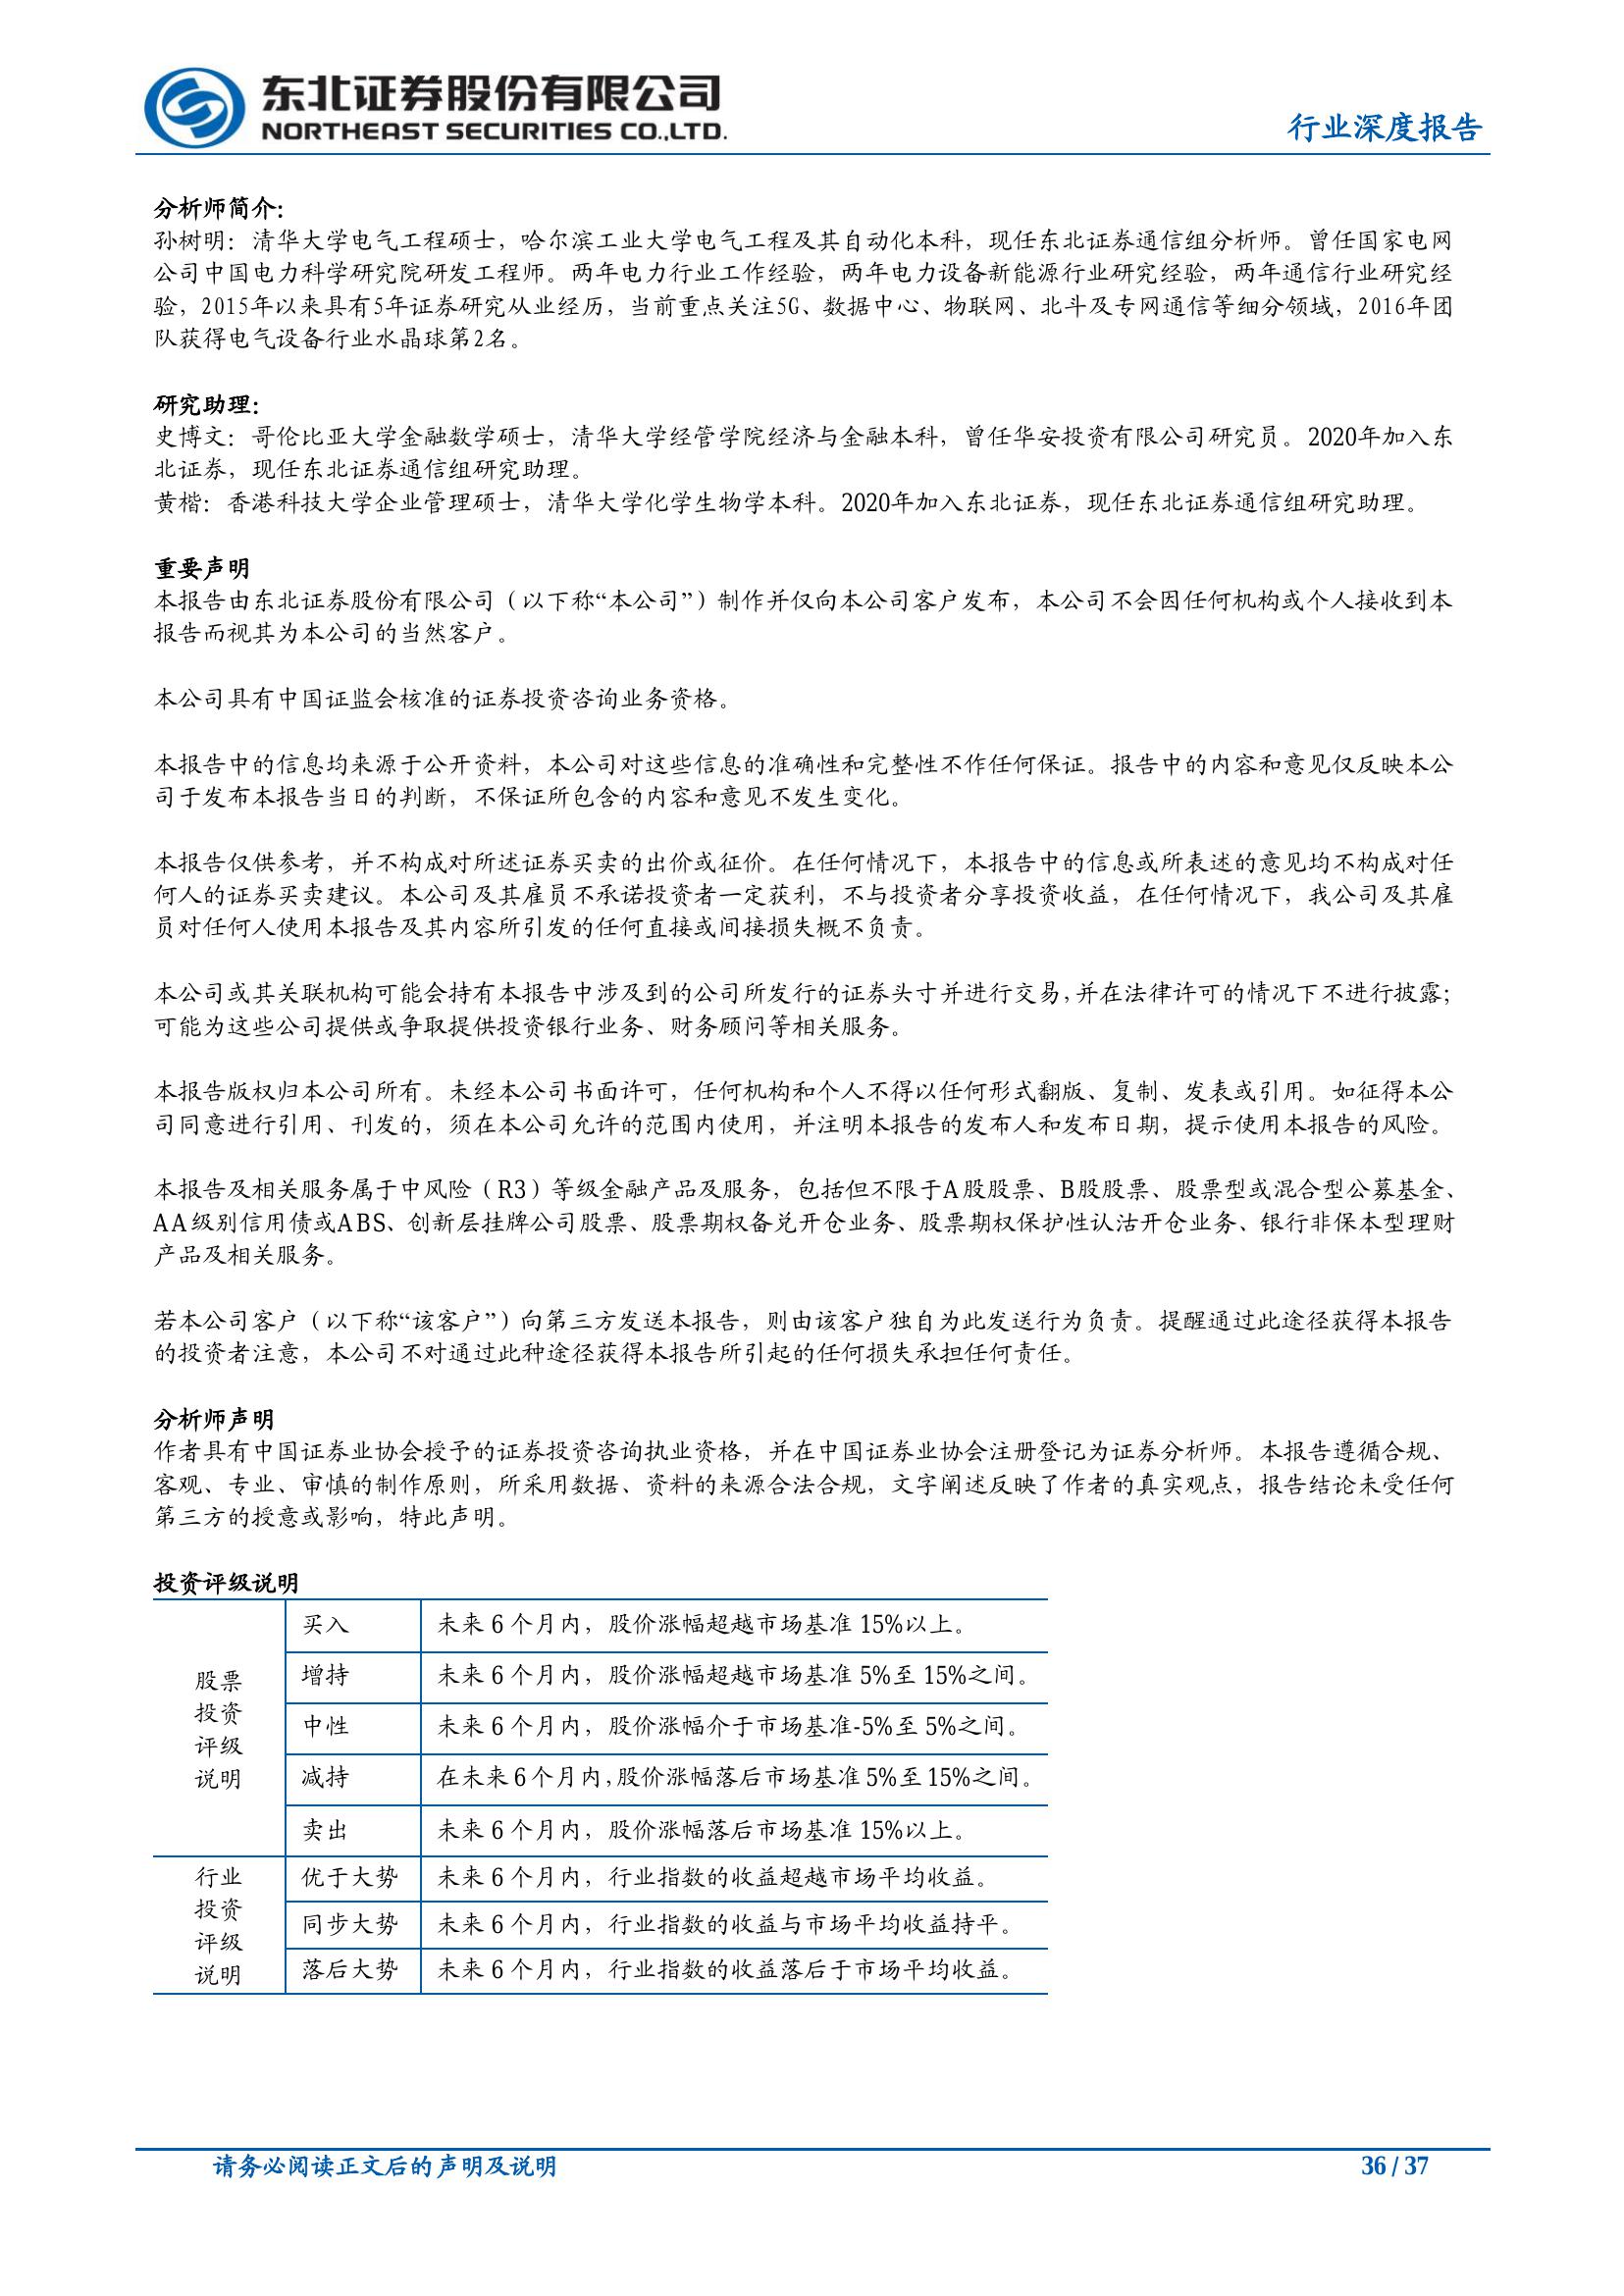 东北证券股份有限公司
NORTHEAST SECURITIES CO.,LTD.
行业深度报告
分析师简介:
孙树明：清华大学电气工程硕士，哈尔滨工业大学电气工程及其自动化本科，现任东北证券通信组分析师。曾任国家电网
公司中国电力科学研究院研发工程师。两年电力行业工作经验，两年电力设备新能源行业研究经验，两年通信行业研究经
验，2015年以来具有5年证券研究从业经历，当前重点关注5G、数据中心、物联网、北斗及专网通信等细分领域，2016年团
队获得电气设备行业水晶球第2名。
研究助理:
史博文：哥伦比亚大学金融数学硕士，清华大学经管学院经济与金融本科，曾任华安投资有限公司研究员。2020年加入东
北证券，现任东北证券通信组研究助理。
黄楷：香港科技大学企业管理硕士，清华大学化学生物学本科。2020年加入东北证券，现任东北证券通信组研究助理。
重要声明
本报告由东北证券股份有限公司（以下称“本公司”）制作并仅向本公司客户发布，本公司不会因任何机构或个人接收到本
报告而视其为本公司的当然客户。
本公司具有中国证监会核准的证券投资咨询业务资格。
本报告中的信息均来源于公开资料，本公司对这些信息的准确性和完整性不作任何保证。报告中的内容和意见仅反映本公
司于发布本报告当日的判断，不保证所包含的内容和意见不发生变化。
本报告仅供参考，并不构成对所述证券买卖的出价或征价。在任何情况下，本报告中的信息或所表述的意见均不构成对任
何人的证券买卖建议。本公司及其雇员不承诺投资者一定获利，不与投资者分享投资收益，在任何情况下，我公司及其雇
员对任何人使用本报告及其内容所引发的任何直接或间接损失概不负责。
本公司或其关联机构可能会持有本报告中涉及到的公司所发行的证券头寸并进行交易，并在法律许可的情况下不进行披露；
可能为这些公司提供或争取提供投资银行业务、财务顾问等相关服务。
本报告版权归本公司所有。未经本公司书面许可，任何机构和个人不得以任何形式翻版、复制、发表或引用。如征得本公
司同意进行引用、刊发的，须在本公司允许的范围内使用，并注明本报告的发布人和发布日期，提示使用本报告的风险。
本报告及相关服务属于中风险（R3）等级金融产品及服务，包括但不限于A股股票、B股股票、股票型或混合型公募基金、
AA级别信用债或ABS、创新层挂牌公司股票、股票期权备兑开仓业务、股票期权保护性认沽开仓业务、银行非保本型理财
产品及相关服务。
若本公司客户（以下称“该客户”）向第三方发送本报告，则由该客户独自为此发送行为负责。提醒通过此途径获得本报告
的投资者注意，本公司不对通过此种途径获得本报告所引起的任何损失承担任何责任。
分析师声明
作者具有中国证券业协会授予的证券投资咨询执业资格，并在中国证券业协会注册登记为证券分析师。本报告遵循合规、
客观、专业、审慎的制作原则，所采用数据、资料的来源合法合规，文字阐述反映了作者的真实观点，报告结论未受任何
第三方的授意或影响，特此声明。
投资评级说明
股票
投资
评级
说明
买入 未来 6 个月内，股价涨幅超越市场基准 15%以上。
增持 未来 6 个月内，股价涨幅超越市场基准 5%至 15%之间。
中性 未来 6 个月内，股价涨幅介于市场基准-5%至 5%之间。
减持 在未来 6 个月内，股价涨幅落后市场基准 5%至 15%之间。
卖出 未来 6 个月内，股价涨幅落后市场基准 15%以上。
行业
投资
评级
说明
优于大势 未来 6 个月内，行业指数的收益超越市场平均收益。
同步大势 未来 6 个月内，行业指数的收益与市场平均收益持平。
落后大势 未来 6 个月内，行业指数的收益落后于市场平均收益。
请务必阅读正文后的声明及说明 36 / 37